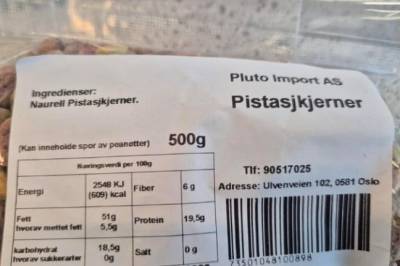 Pluto Import AS
Ingredienser:
Naurell Pistasjkjerner.
Pistasjkjerner
(Kan inneholde spor av peanøtter) 500g
Næringsverdi per 100g
Energi 2548 KJ (609) kcal Fiber 6 g
Fett 51g Protein 19,5g
hvorav mettet fett 5,5g
karbohydrat 18,5g Salt 0 g
hvorav sukkerarter 0g
Tlf: 90517025
Adresse: Ulvenveien 102, 0581 Oslo
73501048100898